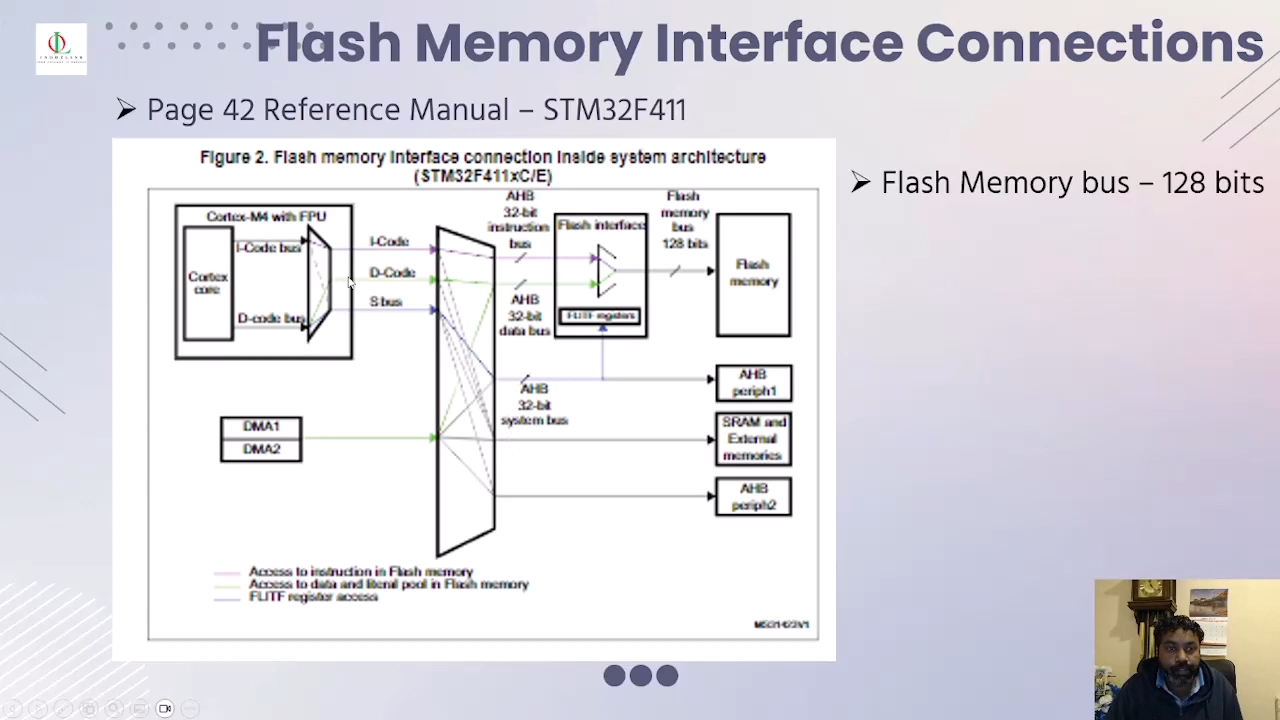 Flash Memory Interface Connections
Page 42 Reference Manual – STM32F411
Flash Memory bus – 128 bits
Figure 2. Flash memory interface connection inside system architecture
(STM32F411xC/E)
Cortex-M4 with FPU
Cortex
core
I-Code bus
D-code bus
I-Code
D-Code
S bus
AHB
32-bit
instruction
bus
AHB
32-bit
data bus
AHB
32-bit
system bus
Flash interface
FLITF registers
Flash
memory
bus
128 bits
Flash
memory
AHB
periph1
SRAM and
External
memories
AHB
periph2
DMA1
DMA2
Access to instruction in Flash memory
Access to data and literal pool in Flash memory
FLITF register access
MS31423V1